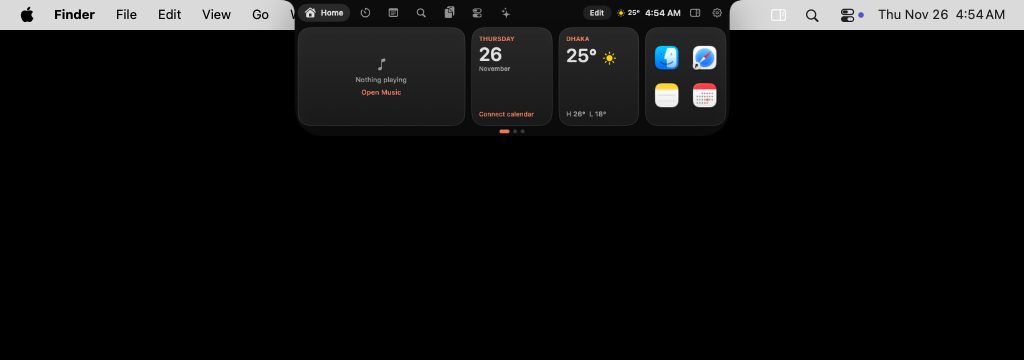 Finder File Edit View Go
Home
Edit 25° 4:54 AM
Thu Nov 26 4:54 AM
Nothing playing
Open Music
THURSDAY
26
November
Connect calendar
DHAKA
25°
H 26° L 18°